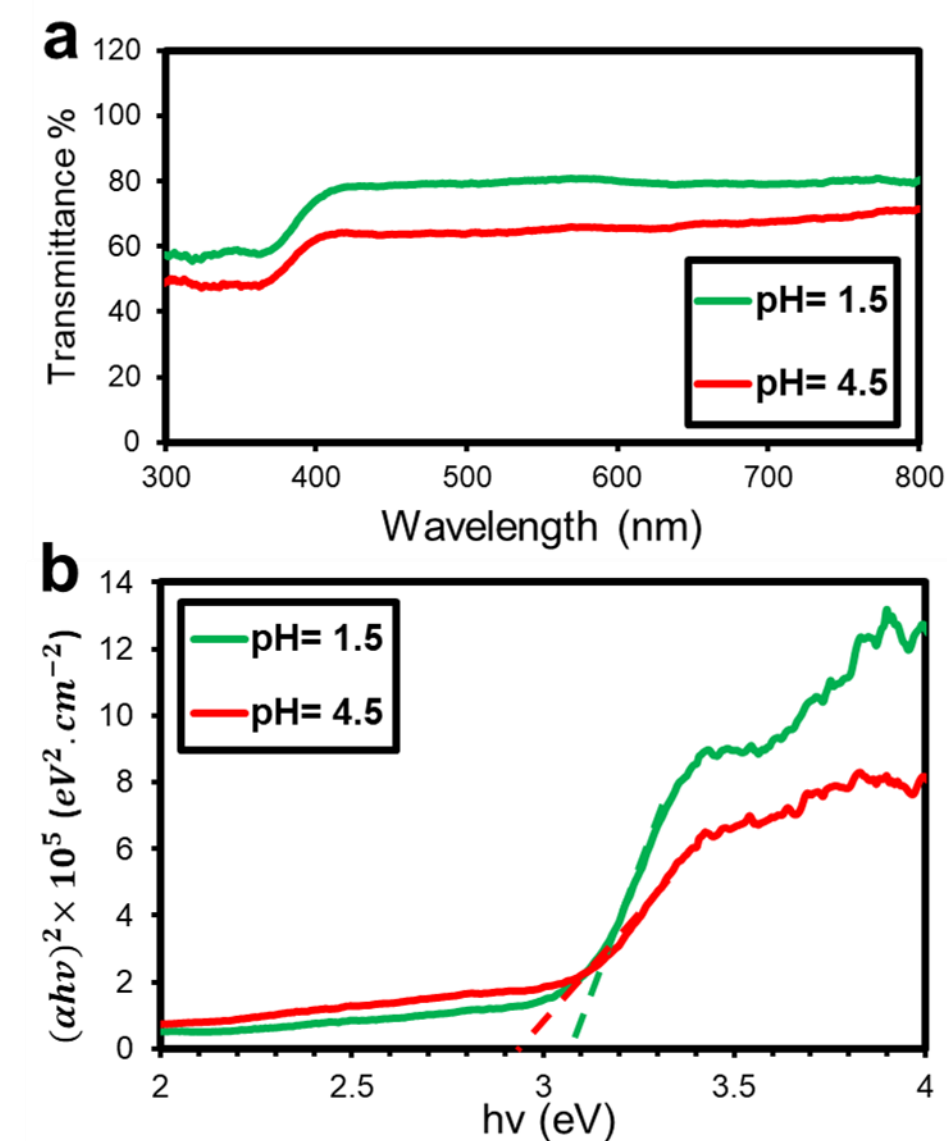 a
Transmittance %
120
100
80
60
40
20
0
300 400 500 600 700 800
Wavelength (nm)
pH= 1.5
pH= 4.5
b
(αhν)² × 10⁵ (eV².cm⁻²)
14
12
10
8
6
4
2
0
2 2.5 3 3.5 4
hν (eV)
pH= 1.5
pH= 4.5